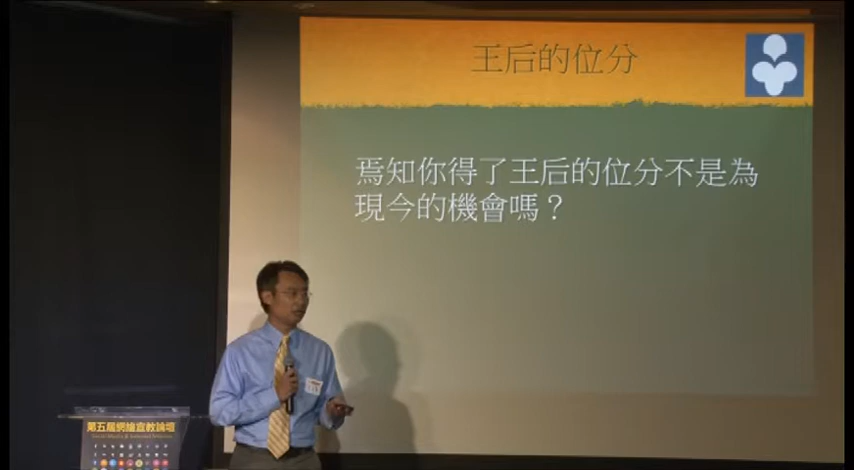 王后的位分
焉知你得了王后的位分不是為
現今的機會嗎？
第五屆網絡宣教論壇